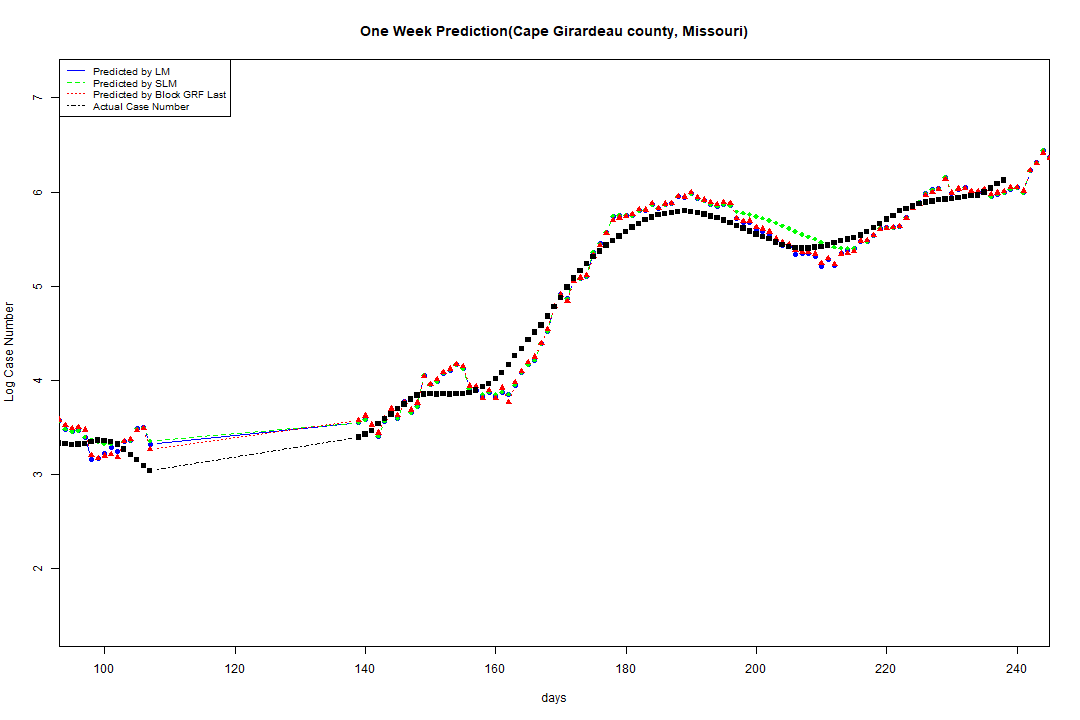 One Week Prediction(Cape Girardeau county, Missouri)
Predicted by LM
Predicted by SLM
Predicted by Block GRF Last
Actual Case Number
7
6
5
4
3
2
Log Case Number
100 120 140 160 180 200 220 240
days